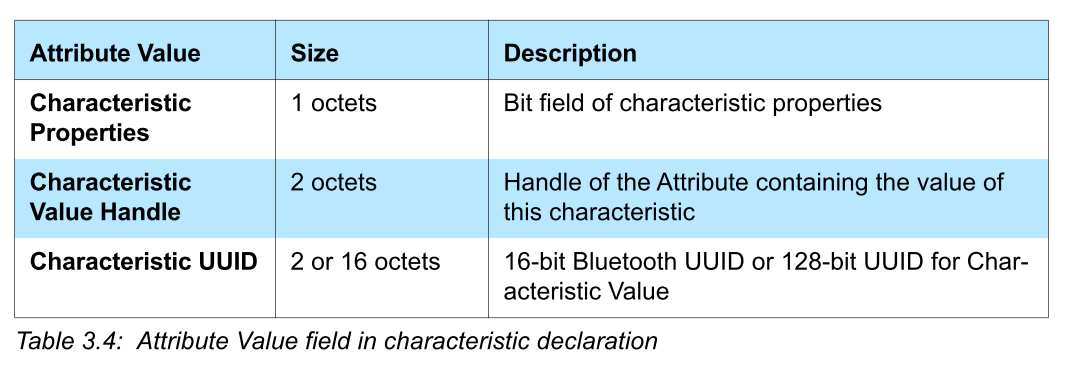 Attribute Value Size Description
Characteristic 1 octets Bit field of characteristic properties
Properties
Characteristic 2 octets Handle of the Attribute containing the value of
Value Handle this characteristic
Characteristic UUID 2 or 16 octets 16-bit Bluetooth UUID or 128-bit UUID for Char-
acteristic Value
Table 3.4: Attribute Value field in characteristic declaration